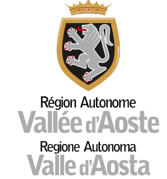 Région Autonome
Vallée d'Aoste
Regione Autonoma
Valle d'Aosta